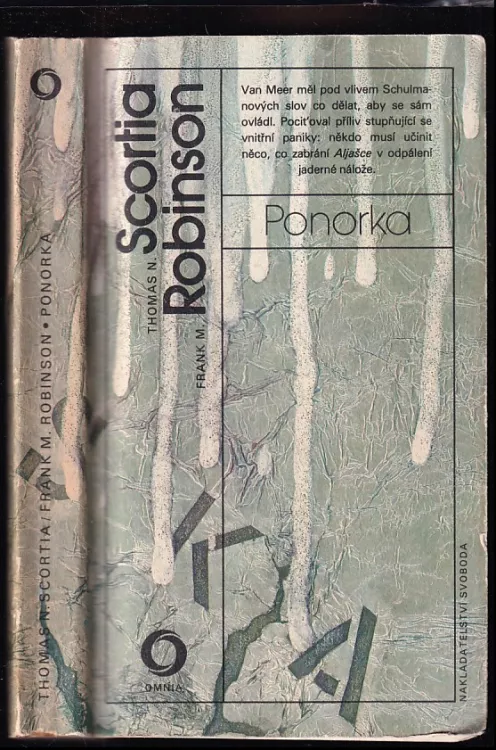 THOMAS N. SCORTIA/FRANK M. ROBINSON • PONORKA
THOMAS N. Scortia
FRANK M. Robinson
Van Meer měl pod vlivem Schulma-
nových slov co dělat, aby se sám
ovládl. Pociťoval příliv stupňující se
vnitřní paniky: někdo musí učinit
něco, co zabrání Aljašce v odpálení
jaderné nálože.
Ponorka
OMNIA
NAKLADATELSTVÍ SVOBODA